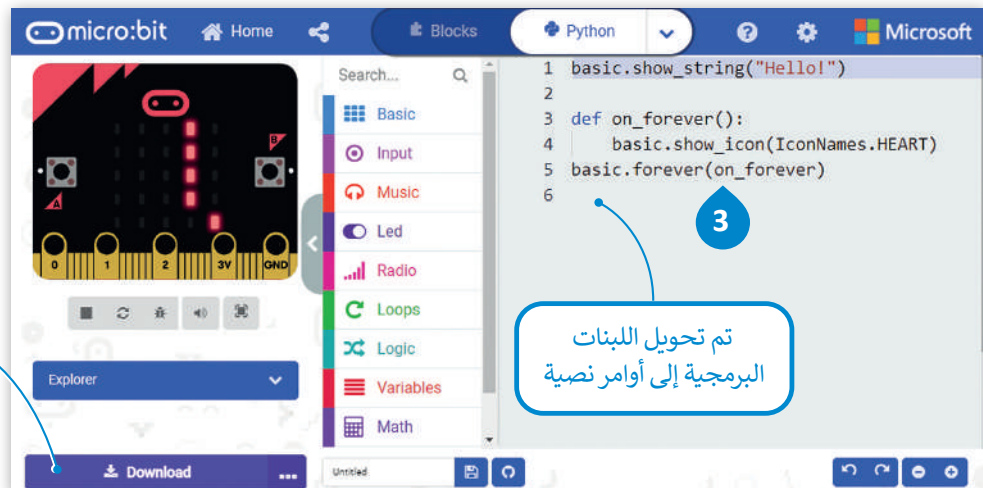 micro:bit
Home
Blocks
Python
Microsoft
B
A
0 1 2 3V GND
Explorer
Download
Search...
Basic
Input
Music
Led
Radio
Loops
Logic
Variables
Math
Untitled
1 basic.show_string("Hello!")
2
3 def on_forever():
4 basic.show_icon(IconNames.HEART)
5 basic.forever(on_forever)
6
3
تم تحويل اللبنات
البرمجية إلى أوامر نصية